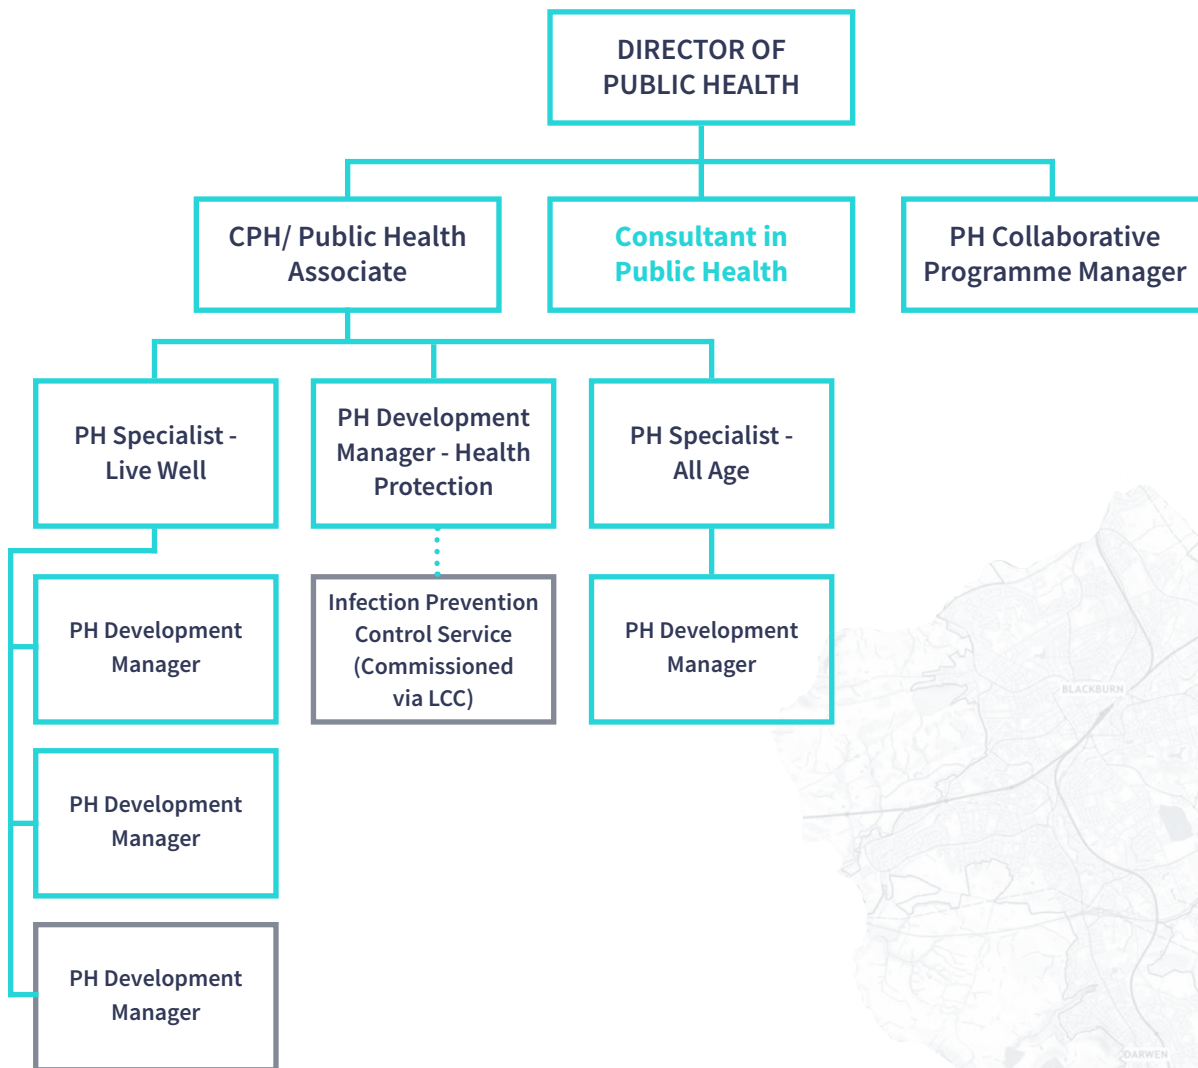 DIRECTOR OF
PUBLIC HEALTH
CPH/ Public Health
Associate
Consultant in
Public Health
PH Collaborative
Programme Manager
PH Specialist -
Live Well
PH Development
Manager - Health
Protection
PH Specialist -
All Age
PH Development
Manager
Infection Prevention
Control Service
(Commissioned
via LCC)
PH Development
Manager
BLACKBURN
PH Development
Manager
PH Development
Manager
DARWEN